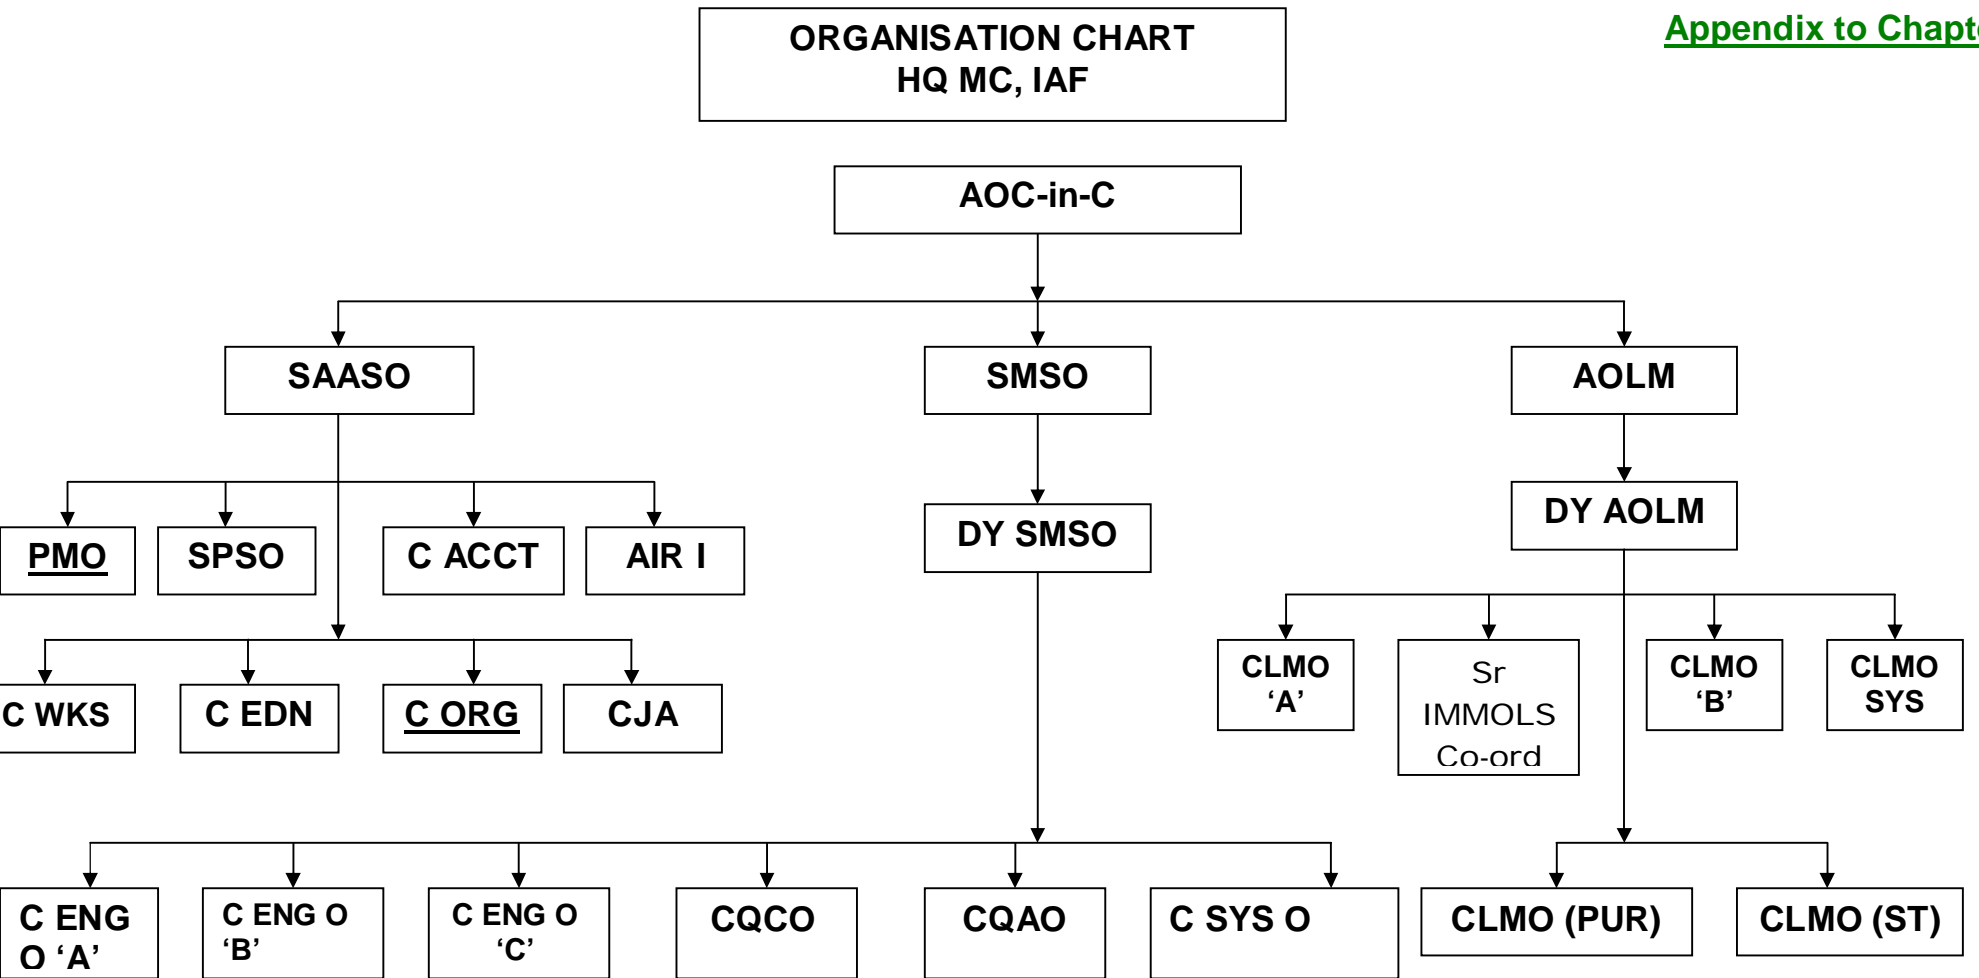 ORGANISATION CHART
HQ MC, IAF
Appendix to
AOC-in-C
SAASO
SMSO
AOLM
DY SMSO
DY AOLM
PMO
SPSO
C ACCT
AIR I
C WKS
C EDN
C ORG
CJA
CLMO
‘A’
Sr
IMMOLS
Co-ord
CLMO
‘B’
CLMO
SYS
C ENG
O ‘A’
C ENG O
‘B’
C ENG O
‘C’
CQCO
CQAO
C SYS O
CLMO (PUR)
CLMO (ST)